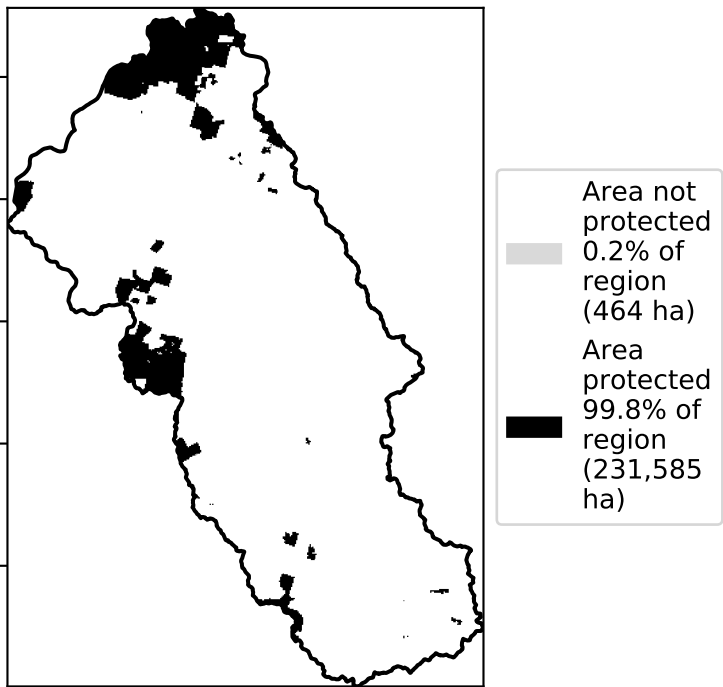 Area not
protected
0.2% of
region
(464 ha)
Area
protected
99.8% of
region
(231,585
ha)